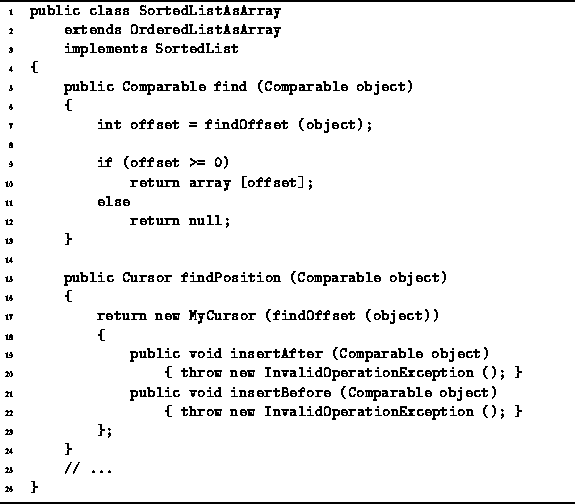 1 public class SortedListAsArray
2 extends OrderedListAsArray
3 implements SortedList
4 {
5 public Comparable find (Comparable object)
6 {
7 int offset = findOffset (object);
8
9 if (offset >= 0)
10 return array [offset];
11 else
12 return null;
13 }
14
15 public Cursor findPosition (Comparable object)
16 {
17 return new MyCursor (findOffset (object))
18 {
19 public void insertAfter (Comparable object)
20 { throw new InvalidOperationException (); }
21 public void insertBefore (Comparable object)
22 { throw new InvalidOperationException (); }
23 };
24 }
25 // ...
26 }